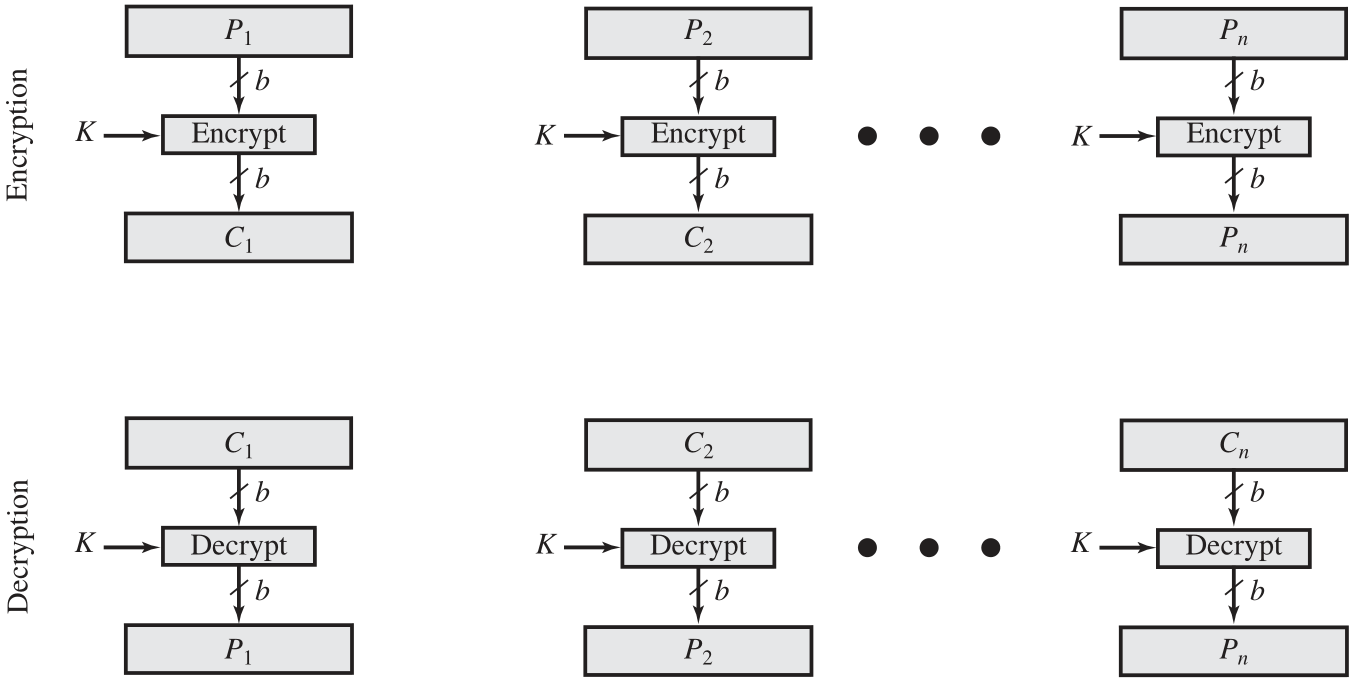 Encryption
P1 P2 Pn
b b b
K Encrypt K Encrypt K Encrypt
b b b
C1 C2 Pn
Decryption
C1 C2 Cn
b b b
K Decrypt K Decrypt K Decrypt
b b b
P1 P2 Pn